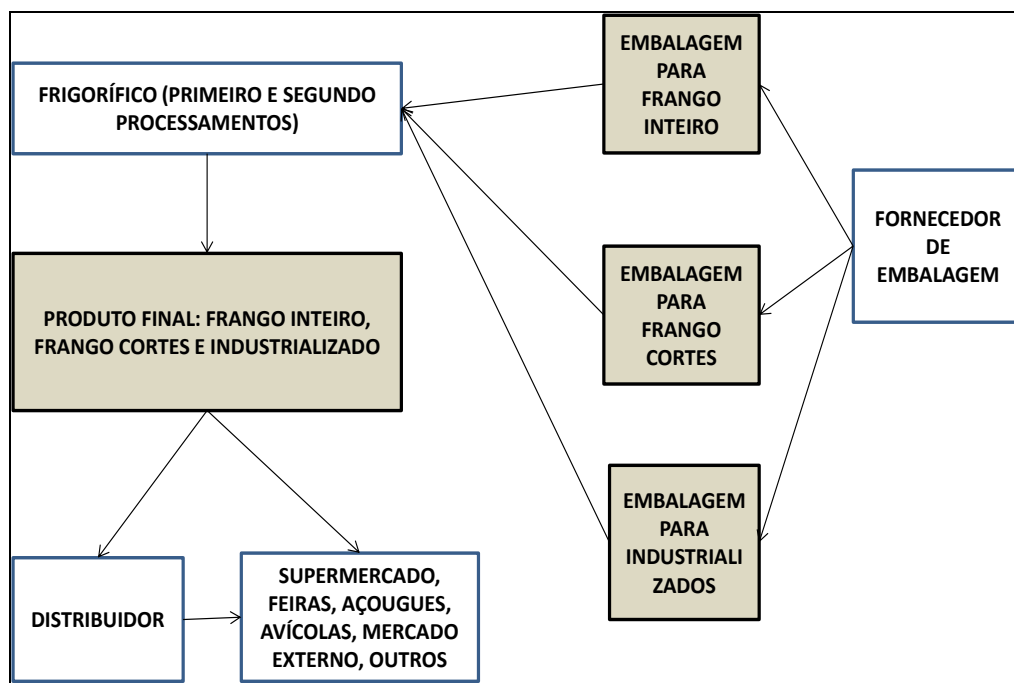 FRIGORÍFICO (PRIMEIRO E SEGUNDO
PROCESSAMENTOS)
EMBALAGEM
PARA
FRANGO
INTEIRO
FORNECEDOR
DE
EMBALAGEM
PRODUTO FINAL: FRANGO INTEIRO,
FRANGO CORTES E INDUSTRIALIZADO
EMBALAGEM
PARA
FRANGO
CORTES
EMBALAGEM
PARA
INDUSTRIALI
ZADOS
DISTRIBUIDOR
SUPERMERCADO,
FEIRAS, AÇOUGUES,
AVÍCOLAS, MERCADO
EXTERNO, OUTROS